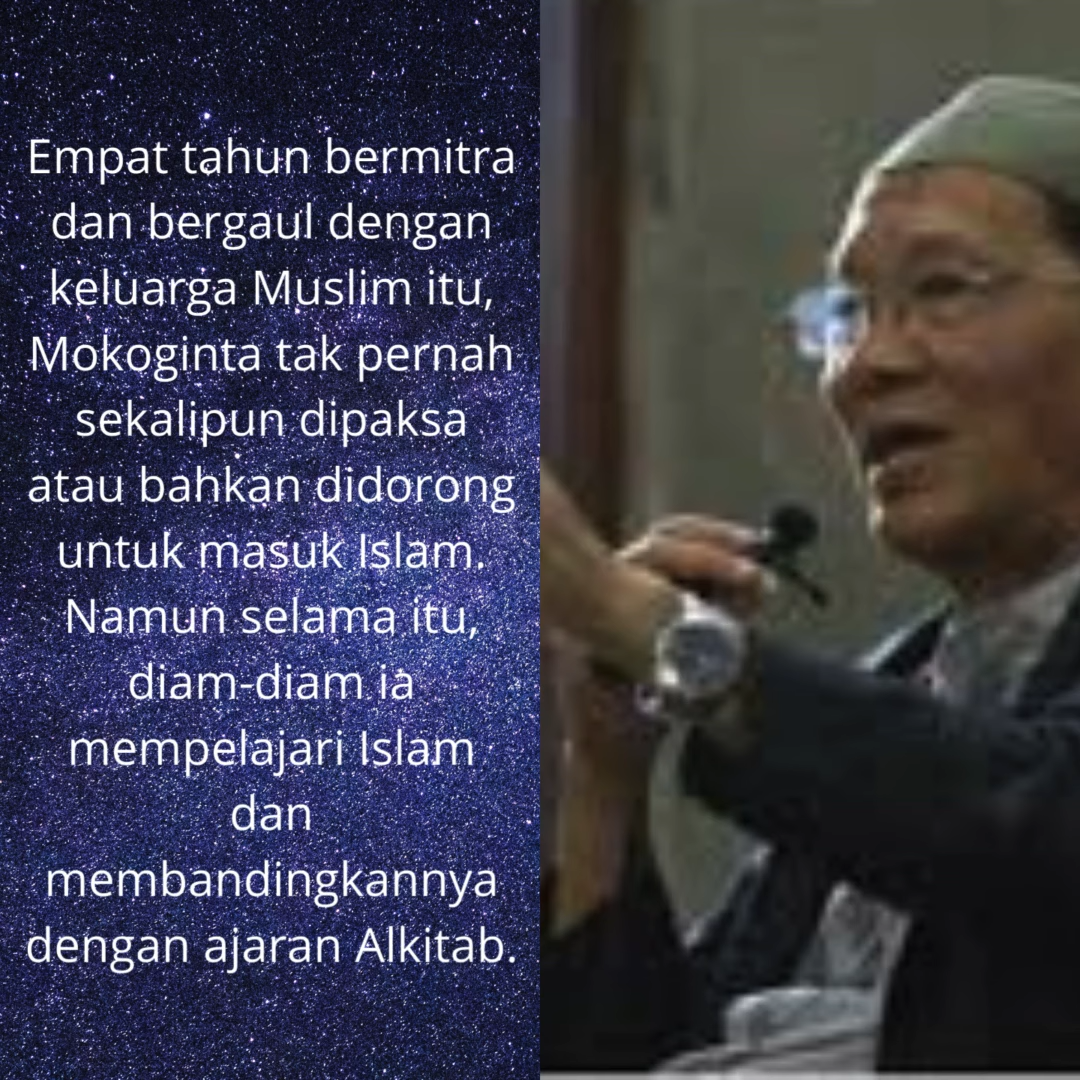 Empat tahun bermitra
dan bergaul dengan
keluarga Muslim itu,
Mokoginta tak pernah
sekalipun dipaksa
atau bahkan didorong
untuk masuk Islam.
Namun selama itu,
diam-diam ia
mempelajari Islam
dan
membandingkannya
dengan ajaran Alkitab.